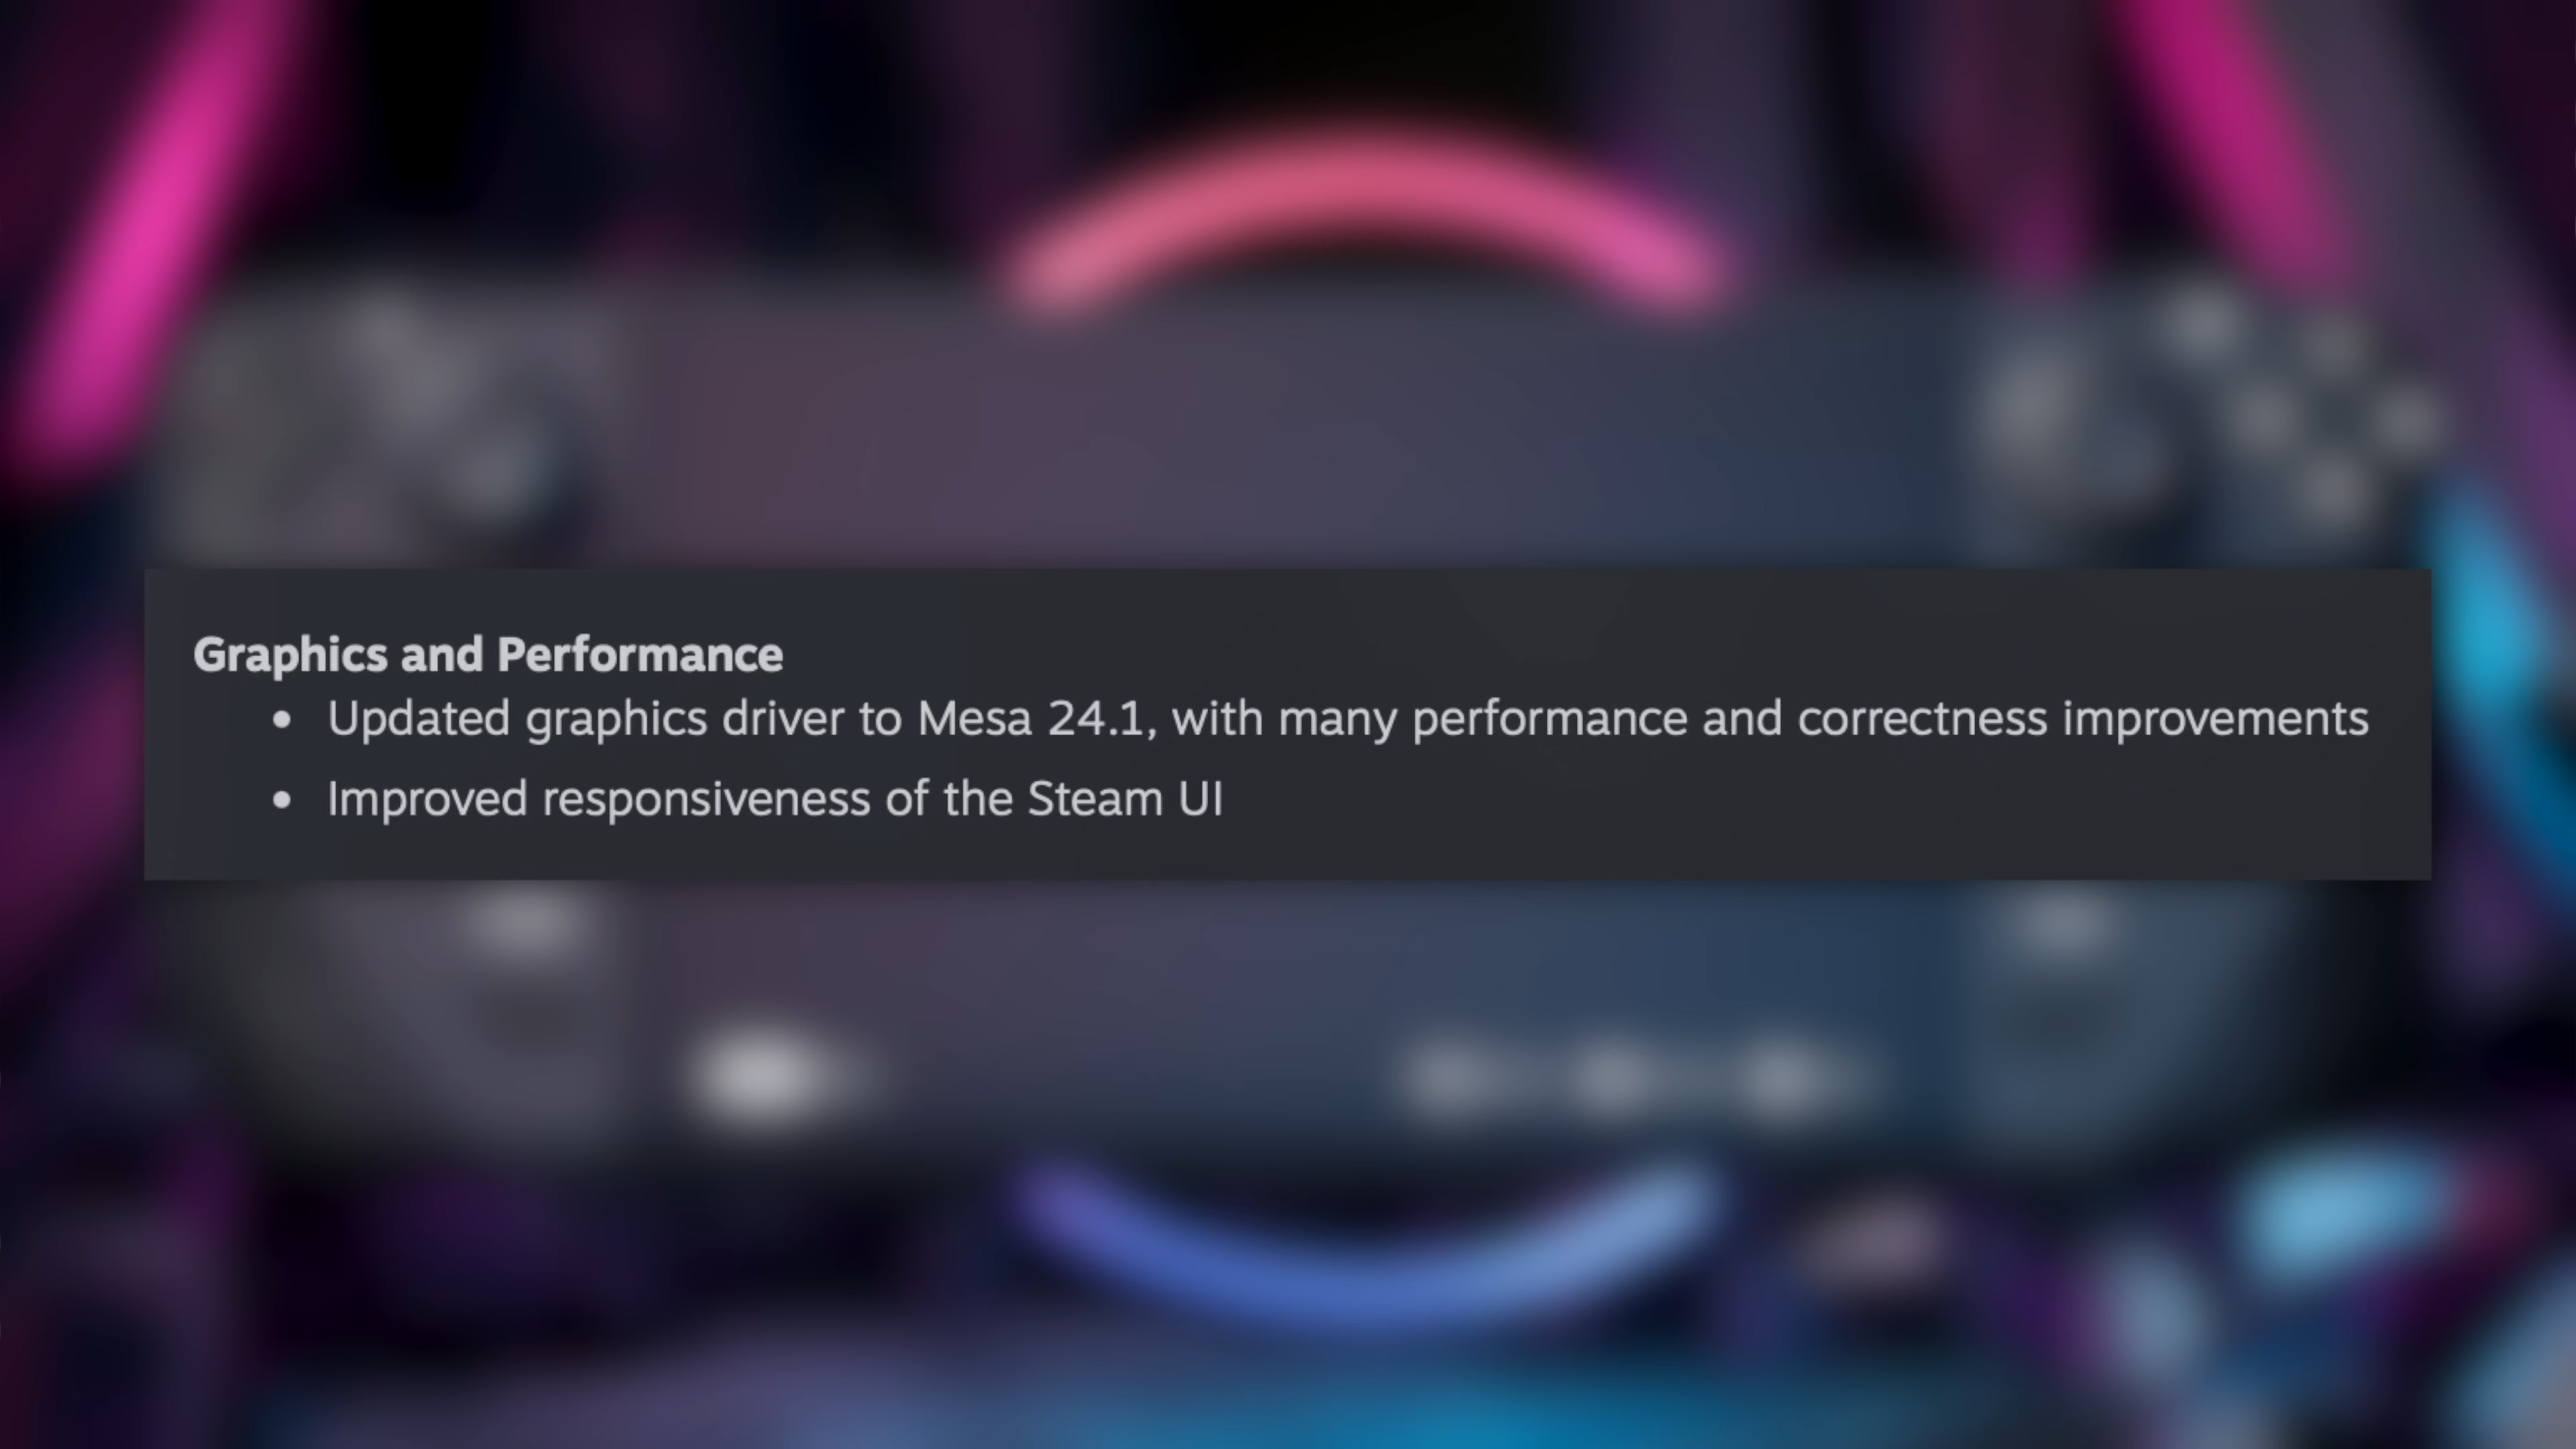 Graphics and Performance
• Updated graphics driver to Mesa 24.1, with many performance and correctness improvements
• Improved responsiveness of the Steam UI